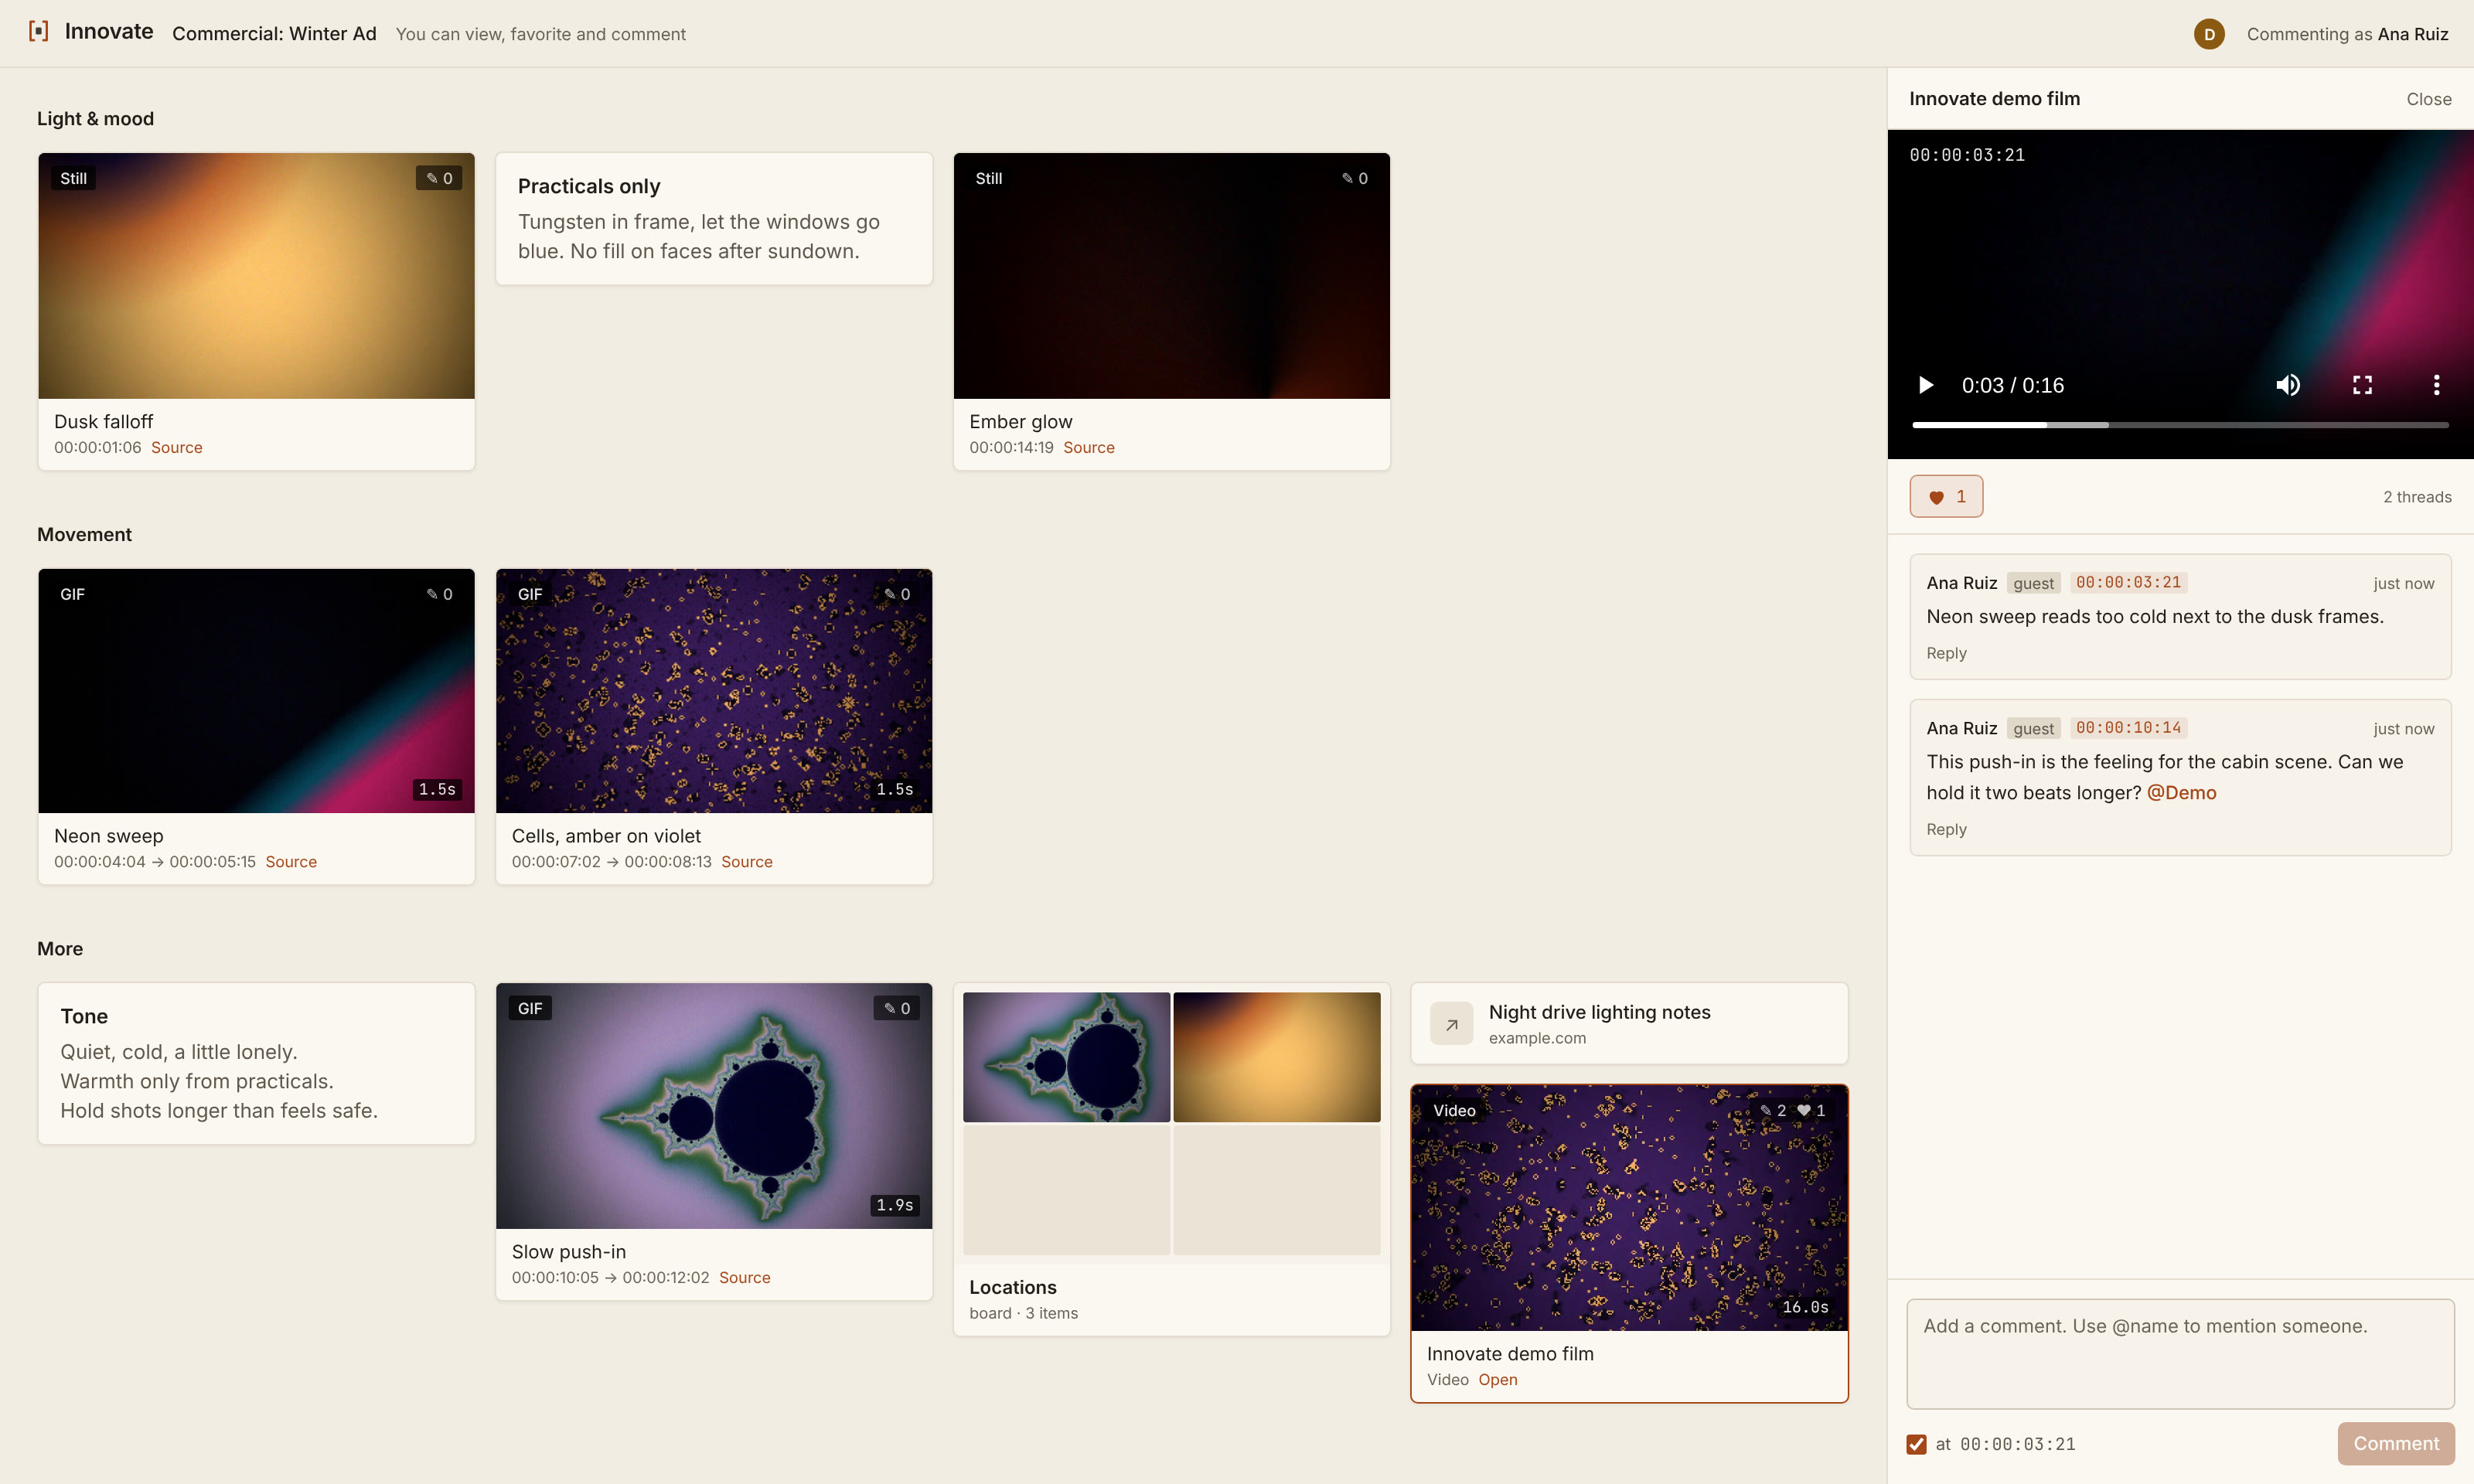 Innovate Commercial: Winter Ad You can view, favorite and comment
D Commenting as Ana Ruiz
Light & mood
Still ✎ 0
Dusk falloff
00:00:01:06 Source
Practicals only
Tungsten in frame, let the windows go
blue. No fill on faces after sundown.
Still ✎ 0
Ember glow
00:00:14:19 Source
Movement
GIF ✎ 0
1.5s
Neon sweep
00:00:04:04 → 00:00:05:15 Source
GIF ✎ 0
1.5s
Cells, amber on violet
00:00:07:02 → 00:00:08:13 Source
More
Tone
Quiet, cold, a little lonely.
Warmth only from practicals.
Hold shots longer than feels safe.
GIF ✎ 0
1.9s
Slow push-in
00:00:10:05 → 00:00:12:02 Source
Locations
board · 3 items
Night drive lighting notes
example.com
Video ✎ 2 ♥ 1
16.0s
Innovate demo film
Video Open
Innovate demo film Close
00:00:03:21
0:03 / 0:16
♥ 1 2 threads
Ana Ruiz guest 00:00:03:21 just now
Neon sweep reads too cold next to the dusk frames.
Reply
Ana Ruiz guest 00:00:10:14 just now
This push-in is the feeling for the cabin scene. Can we
hold it two beats longer? @Demo
Reply
Add a comment. Use @name to mention someone.
at 00:00:03:21 Comment